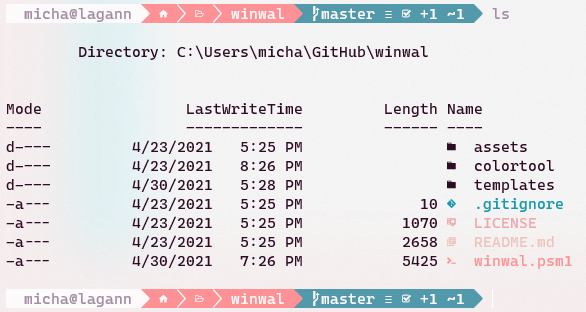 micha@lagann winwal master ≡ +1 ~1 ls
Directory: C:\Users\micha\GitHub\winwal
Mode LastWriteTime Length Name
---- ------------- ------ ----
d---- 4/23/2021 5:25 PM assets
d---- 4/23/2021 8:26 PM colortool
d---- 4/30/2021 5:28 PM templates
-a--- 4/23/2021 5:25 PM 10 .gitignore
-a--- 4/23/2021 5:25 PM 1070 LICENSE
-a--- 4/23/2021 5:25 PM 2658 README.md
-a--- 4/30/2021 7:26 PM 5425 winwal.psm1
micha@lagann winwal master ≡ +1 ~1